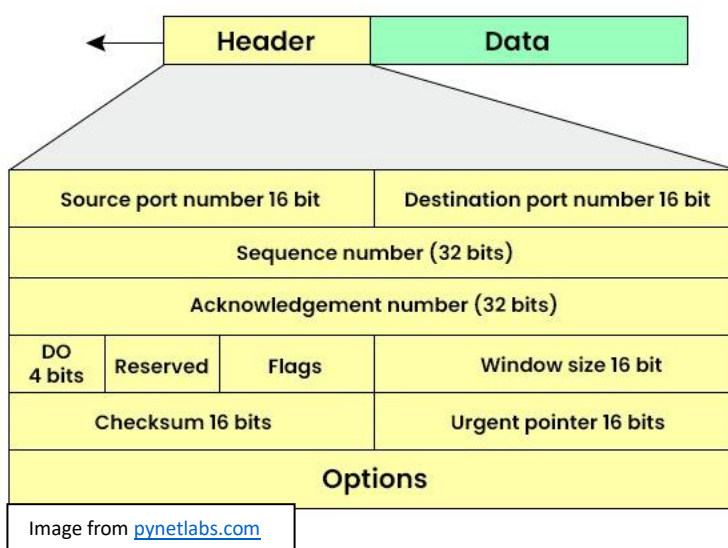 Header
Data
Source port number 16 bit
Destination port number 16 bit
Sequence number (32 bits)
Acknowledgement number (32 bits)
DO
4 bits
Reserved
Flags
Window size 16 bit
Checksum 16 bits
Urgent pointer 16 bits
Options
Image from pynetlabs.com